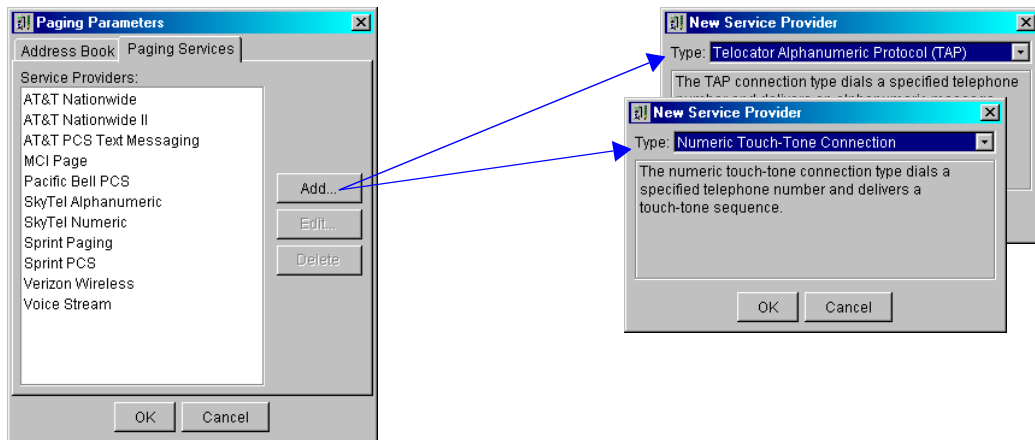 Paging Parameters
Address Book
Paging Services
Service Providers:
AT&T Nationwide
AT&T Nationwide II
AT&T PCS Text Messaging
MCI Page
Pacific Bell PCS
SkyTel Alphanumeric
SkyTel Numeric
Sprint Paging
Sprint PCS
Verizon Wireless
Voice Stream
Add...
Edit...
Delete
OK
Cancel
New Service Provider
Type: Telocator Alphanumeric Protocol (TAP)
The TAP connection type dials a specified telephone
New Service Provider
Type: Numeric Touch-Tone Connection
The numeric touch-tone connection type dials a
specified telephone number and delivers a
touch-tone sequence.
OK
Cancel